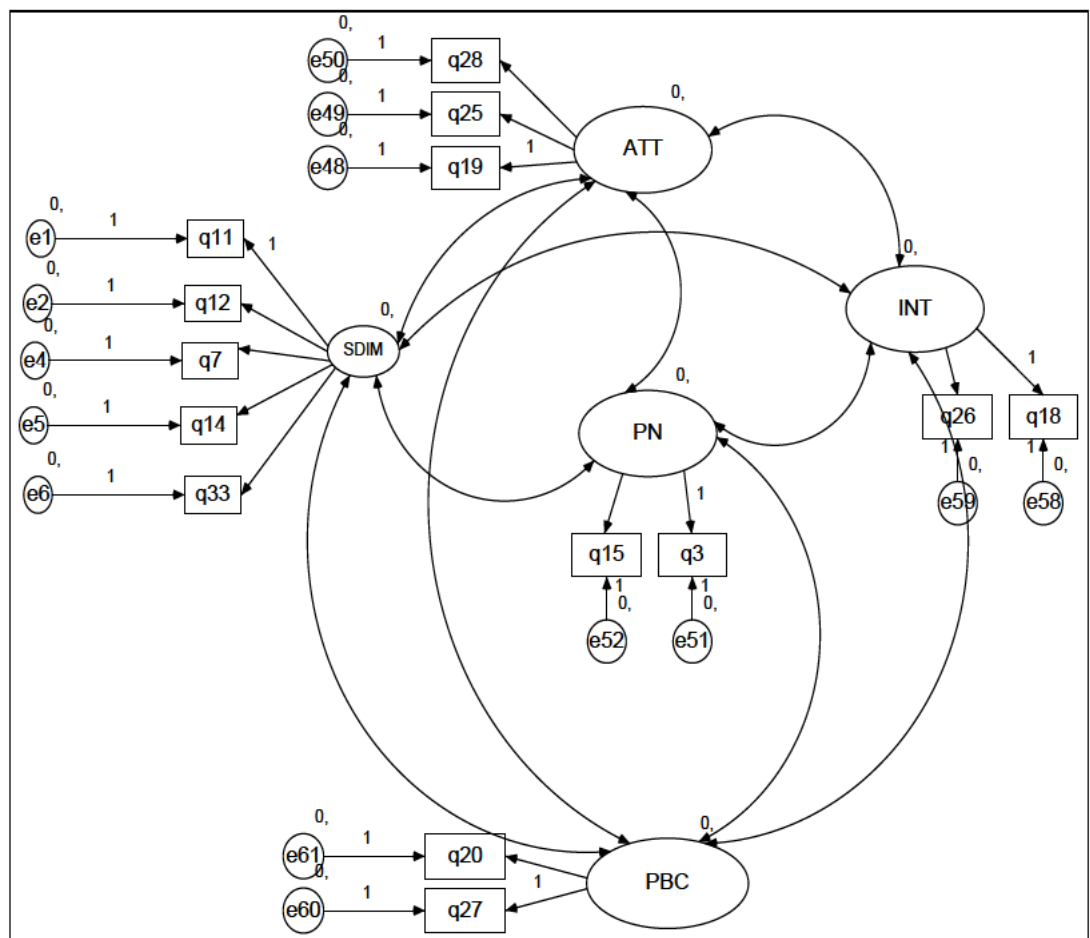 0,
e50 1 q28
0,
e49 1 q25
0,
e48 1 q19
0,
ATT
1
0,
e1 1 q11
1
0,
e2 1 q12
0,
e4 1 q7
0,
e5 1 q14
0,
e6 1 q33
0,
SDIM
0,
INT
1
q26 q18
1 0, 1 0,
e59 e58
0,
PN
1
q15 q3
1 1
0, 0,
e52 e51
0,
e61 1 q20
0,
e60 1 q27
1
0,
PBC